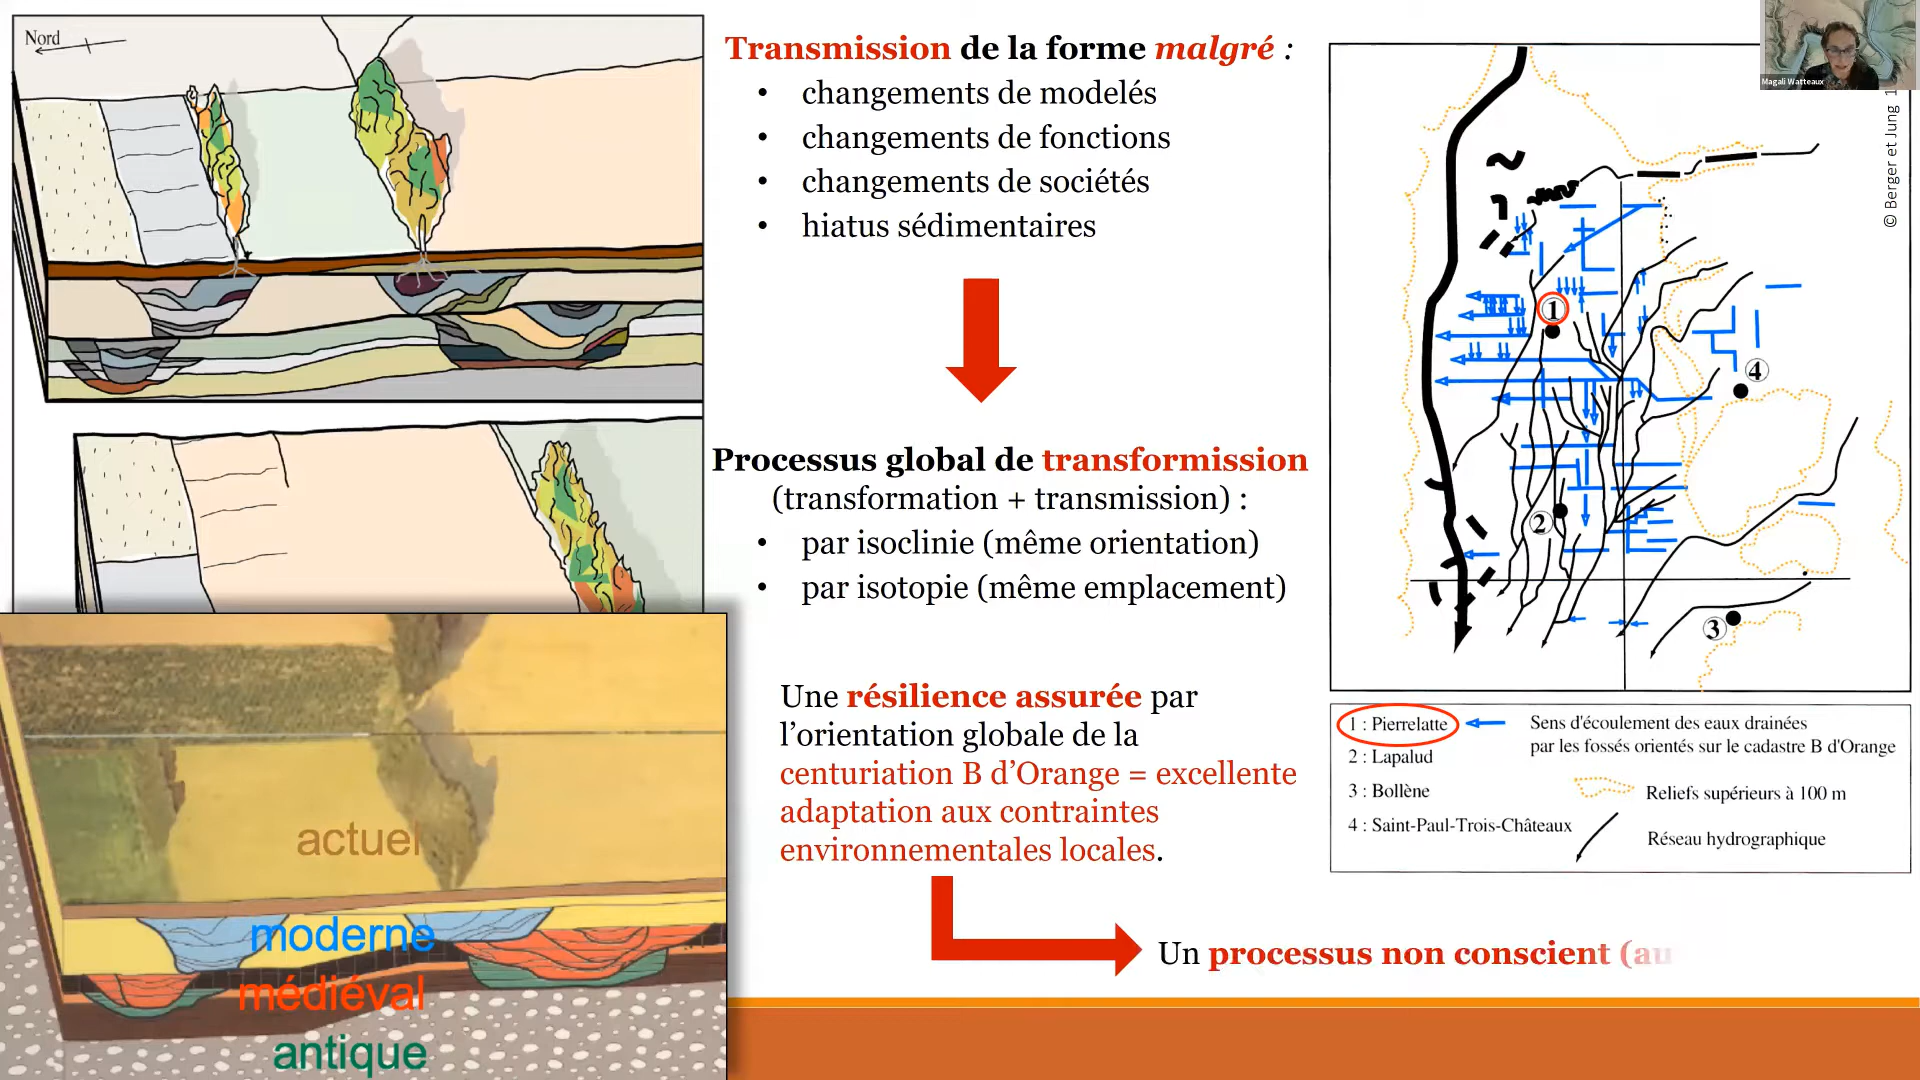 Nord
Transmission de la forme malgré :
• changements de modelés
• changements de fonctions
• changements de sociétés
• hiatus sédimentaires
Processus global de transformission
(transformation + transmission) :
• par isoclinie (même orientation)
• par isotopie (même emplacement)
Une résilience assurée par
l'orientation globale de la
centuriation B d'Orange = excellente
adaptation aux contraintes
environnementales locales.
Un processus non conscient (au
actuel
moderne
médiéval
antique
Magali Watteaux
© Berger et Jung 1
1
4
2
3
1 : Pierrelatte
2 : Lapalud
3 : Bollène
4 : Saint-Paul-Trois-Châteaux
Sens d'écoulement des eaux drainées
par les fossés orientés sur le cadastre B d'Orange
Reliefs supérieurs à 100 m
Réseau hydrographique